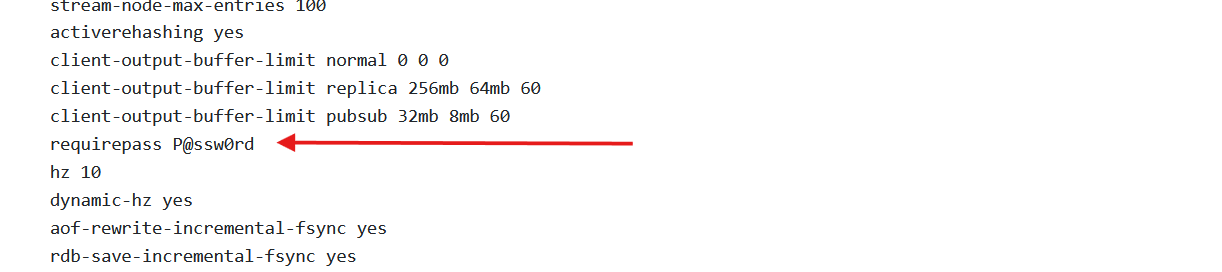 stream-node-max-entries 100
activerehashing yes
client-output-buffer-limit normal 0 0 0
client-output-buffer-limit replica 256mb 64mb 60
client-output-buffer-limit pubsub 32mb 8mb 60
requirepass P@ssw0rd
hz 10
dynamic-hz yes
aof-rewrite-incremental-fsync yes
rdb-save-incremental-fsync yes